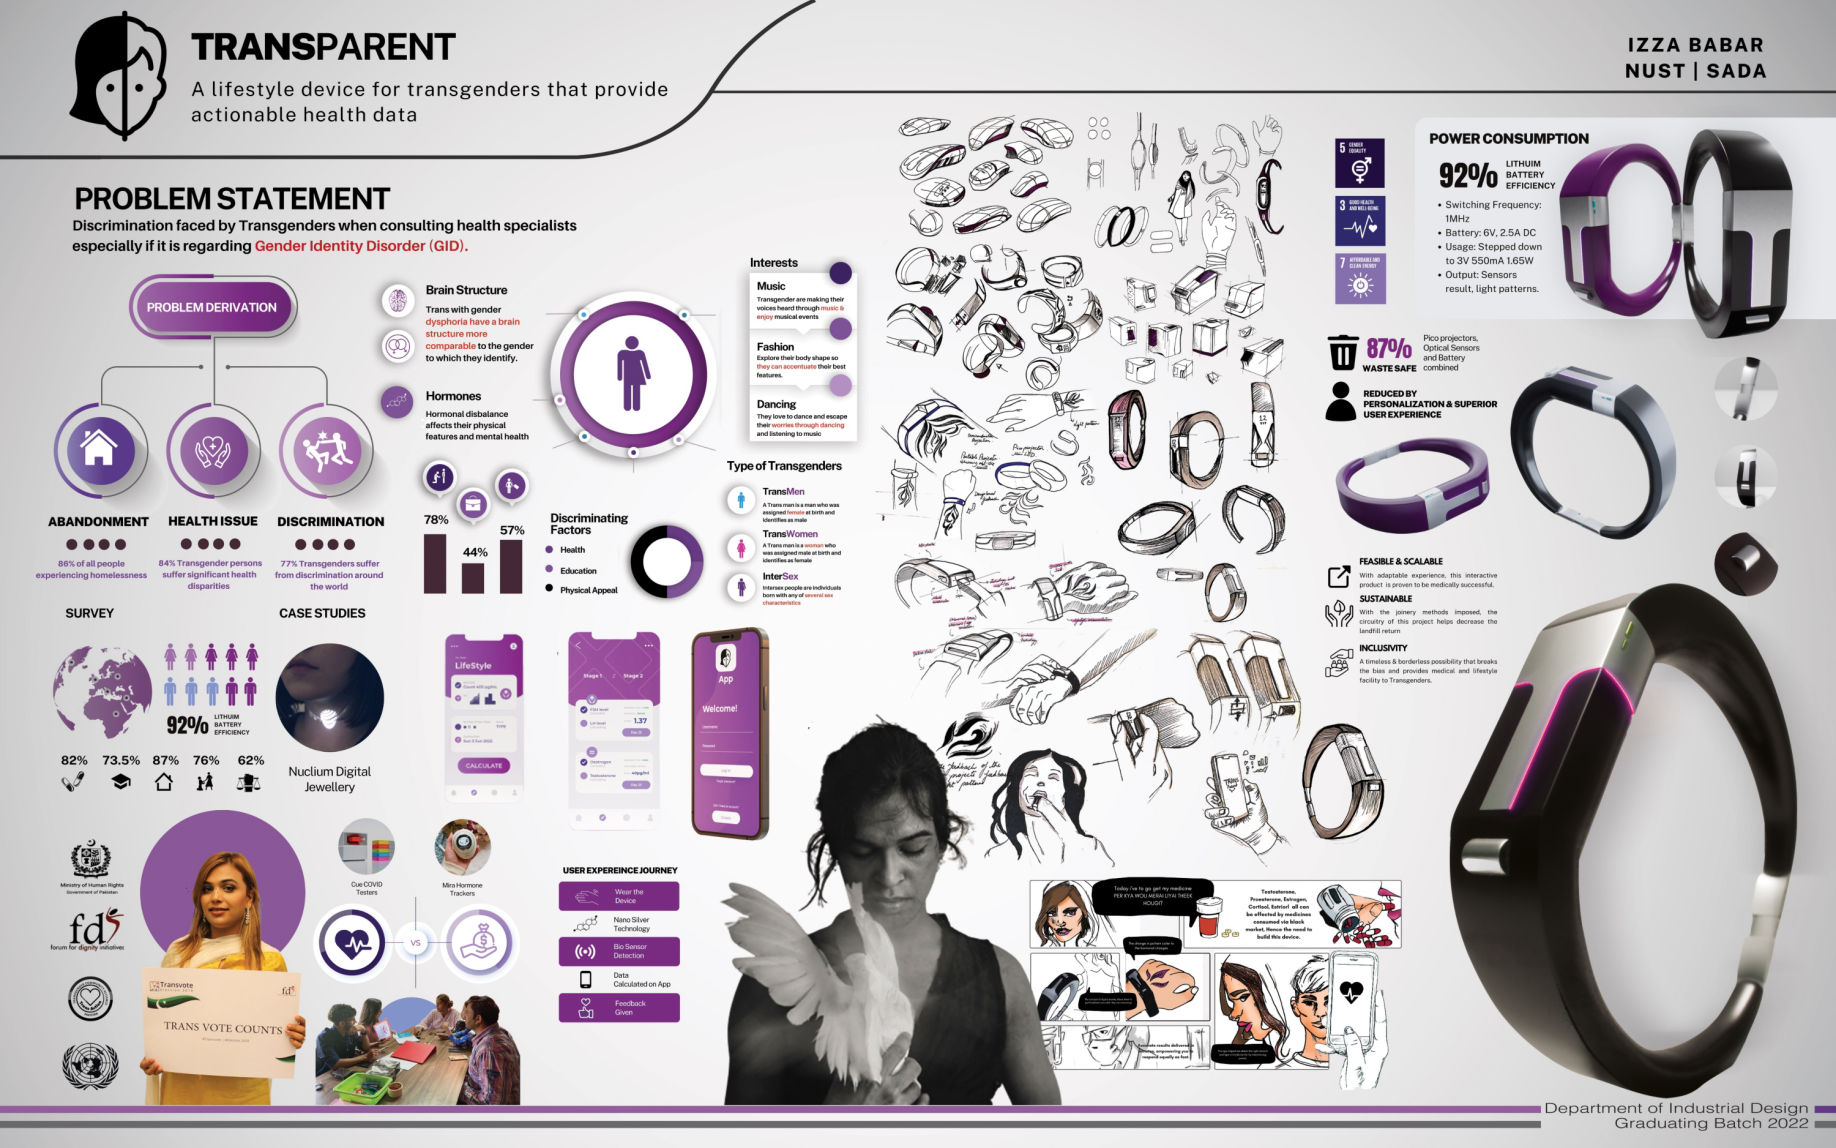 TRANSPARENT
A lifestyle device for transgenders that provide
actionable health data
IZZA BABAR
NUST | SADA
PROBLEM STATEMENT
Discrimination faced by Transgenders when consulting health specialists
especially if it is regarding Gender Identity Disorder (GID).
PROBLEM DERIVATION
ABANDONMENT
86% of all people
experiencing homelessness
HEALTH ISSUE
84% Transgender persons
suffer significant health
disparities
DISCRIMINATION
77% Transgenders suffer
from discrimination around
the world
Brain Structure
Trans with gender
dysphoria have a brain
structure more
comparable to the gender
to which they identify.
Hormones
Hormonal disbalance
affects their physical
features and mental health
78%
44%
57%
Discriminating
Factors
Health
Education
Physical Appeal
Interests
Music
Transgender are making their
voices heard through music &
enjoy musical events
Fashion
Explore their body shape so
they can accentuate their best
features.
Dancing
They love to dance and escape
their worries through dancing
and listening to music
Type of Transgenders
TransMen
A Trans man is a man who was
assigned female at birth and
identifies as male
TransWomen
A Trans man is a woman who
was assigned male at birth and
identifies as female
InterSex
Intersex people are individuals
born with any of several sex
characteristics
SURVEY
92%
LITHUIM
BATTERY
EFFICIENCY
82%
73.5%
87%
76%
62%
CASE STUDIES
Nuclium Digital
Jewellery
Cue COVID
Testers
Mira Hormone
Trackers
VS
Ministry of Human Rights
Government of Pakistan
fd
forum for dignity initiatives
Transvote
fd
TRANS VOTE COUNTS
LifeStyle
CALCULATE
Stage 1
Stage 2
FSH level
LH level
1.37
Oestrogen
Testosterone
App
Welcome!
USER EXPEREINCE JOURNEY
Wear the
Device
Nano Silver
Technology
Bio Sensor
Detection
Data
Calculated on App
Feedback
Given
Today i've to go get my medicine
PER KYA WOU MERAI LIYAI THEEK
HOUGI?
Testosterone,
Proesterone, Estrogen,
Cortisol, Estriorl all can
be effected by medicines
consumed via black
market. Hence the need to
build this device.
5 GENDER
EQUALITY
3 GOOD HEALTH
AND WELL-BEING
7 AFFORDABLE AND
CLEAN ENERGY
POWER CONSUMPTION
92%
LITHUIM
BATTERY
EFFICIENCY
• Switching Frequency:
1MHz
• Battery: 6V, 2.5A DC
• Usage: Stepped down
to 3V 550mA 1.65W
• Output: Sensors
result, light patterns.
87%
WASTE SAFE
Pico projectors,
Optical Sensors
and Battery
combined
REDUCED BY
PERSONALIZATION & SUPERIOR
USER EXPERIENCE
FEASIBLE & SCALABLE
With adaptable experience, this interactive
product is proven to be medically successful.
SUSTAINABLE
With the joinery methods imposed, the
circuitry of this project helps decrease the
landfill return
INCLUSIVITY
A timeless & borderless possibility that breaks
the bias and provides medical and lifestyle
facility to Transgenders.
Department of Industrial Design
Graduating Batch 2022